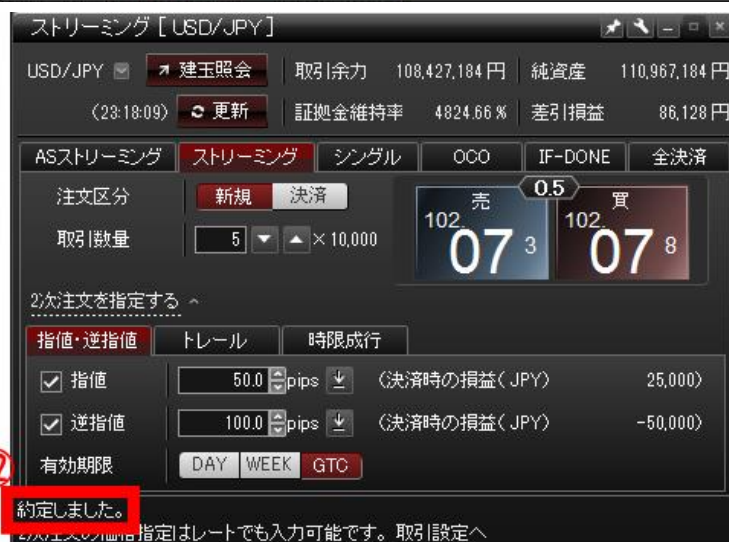 ストリーミング [ USD/JPY ]
USD/JPY 建玉照会 取引余力 108,427,184 円 純資産 110,967,184 円
(23:18:09) 更新 証拠金維持率 4824.66 % 差引損益 86,128 円
ASストリーミング ストリーミング シングル OCO IF-DONE 全決済
注文区分 新規 決済
売 0.5 買
取引数量 5 × 10,000
102. 07 3 102. 07 8
2次注文を指定する
指値・逆指値 トレール 時限成行
指値 50.0 pips (決済時の損益( JPY) 25,000)
逆指値 100.0 pips (決済時の損益( JPY) -50,000)
有効期限 DAY WEEK GTC
約定しました。
2次注文の価格指定はレートでも入力可能です。取引設定へ